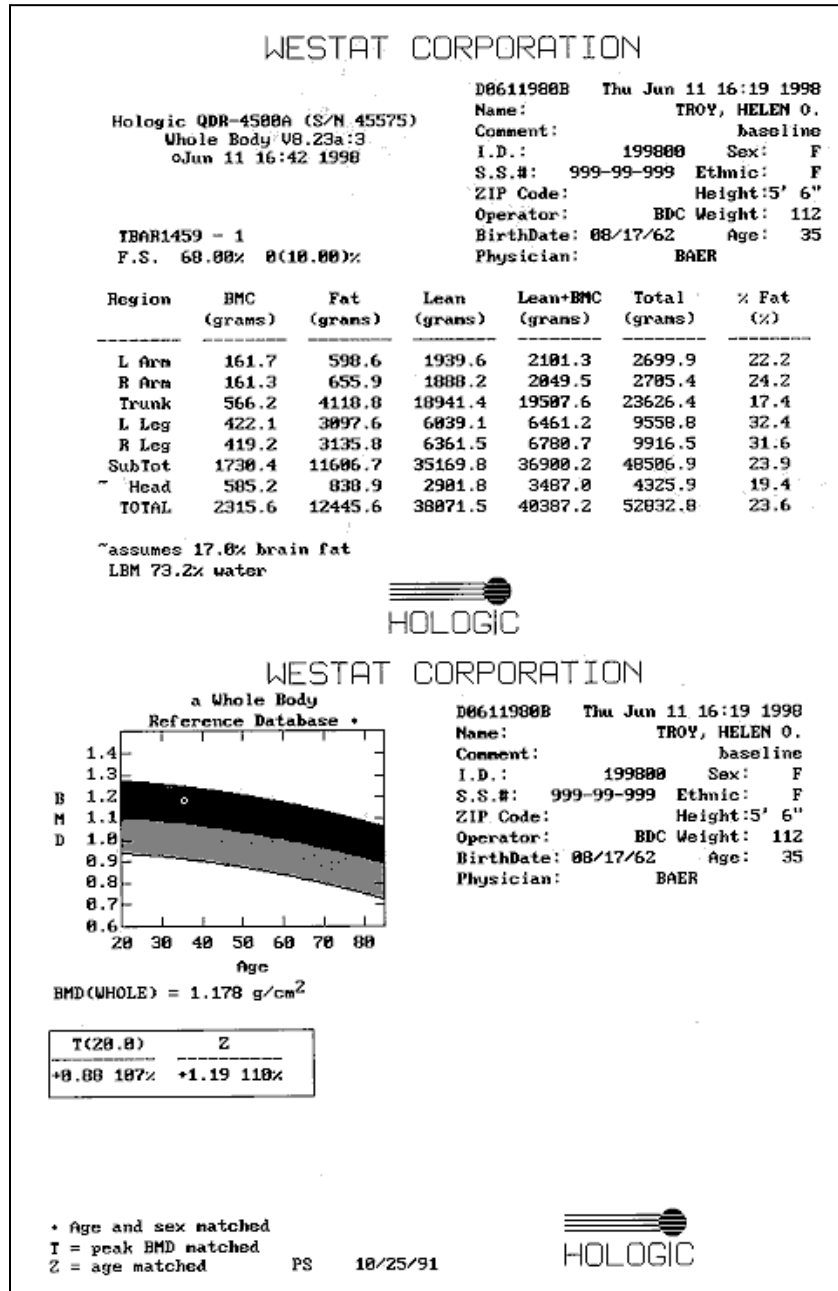 WESTAT CORPORATION
D0611980B Thu Jun 11 16:19 1998
Hologic QDR-4500A (S/N 45575)
Whole Body V8.23a:3
Jun 11 16:42 1998
Name: TROY, HELEN O.
Comment: baseline
I.D.: 199800 Sex: F
S.S.#: 999-99-999 Ethnic: F
ZIP Code: Height:5' 6"
Operator: BDC Weight: 112
BirthDate: 08/17/62 Age: 35
Physician: BAER
TBAR1459 - 1
F.S. 68.00% 0(10.00)%
Region BMC Fat Lean Lean+BMC Total % Fat
(grams) (grams) (grams) (grams) (grams) (%)
L Arm 161.7 598.6 1939.6 2101.3 2699.9 22.2
R Arm 161.3 655.9 1888.2 2049.5 2705.4 24.2
Trunk 566.2 4118.8 18941.4 19507.6 23626.4 17.4
L Leg 422.1 3097.6 6039.1 6461.2 9558.8 32.4
R Leg 419.2 3135.8 6361.5 6780.7 9916.5 31.6
SubTot 1730.4 11606.7 35169.8 36900.2 48506.9 23.9
~ Head 585.2 838.9 2901.8 3487.0 4325.9 19.4
TOTAL 2315.6 12445.6 38071.5 40387.2 52832.8 23.6
~assumes 17.0% brain fat
LBM 73.2% water
HOLOGIC
WESTAT CORPORATION
a Whole Body
Reference Database •
1.4
1.3
1.2
1.1
1.0
0.9
0.8
0.7
0.6
B
M
D
20 30 40 50 60 70 80
Age
D0611980B Thu Jun 11 16:19 1998
Name: TROY, HELEN O.
Comment: baseline
I.D.: 199800 Sex: F
S.S.#: 999-99-999 Ethnic: F
ZIP Code: Height:5' 6"
Operator: BDC Weight: 112
BirthDate: 08/17/62 Age: 35
Physician: BAER
BMD(WHOLE) = 1.178 g/cm2
T(20.0) Z
+0.88 107% +1.19 110%
• Age and sex matched
T = peak BMD matched
Z = age matched PS 10/25/91
HOLOGIC